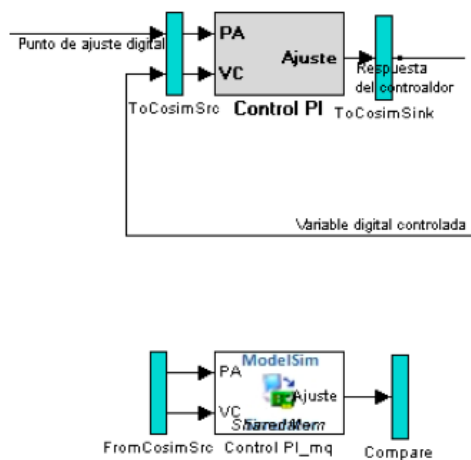 Punto de ajuste digital
PA
VC
Ajuste
Respuesta
del controaldor
ToCosimSrc
Control PI
ToCosimSink
Variable digital controlada
ModelSim
PA
Ajuste
VC
SharedMem
FromCosimSrc
Control PI_mq
Compare